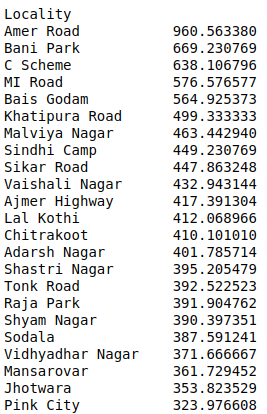 Locality
Amer Road 960.563380
Bani Park 669.230769
C Scheme 638.106796
MI Road 576.576577
Bais Godam 564.925373
Khatipura Road 499.333333
Malviya Nagar 463.442940
Sindhi Camp 449.230769
Sikar Road 447.863248
Vaishali Nagar 432.943144
Ajmer Highway 417.391304
Lal Kothi 412.068966
Chitrakoot 410.101010
Adarsh Nagar 401.785714
Shastri Nagar 395.205479
Tonk Road 392.522523
Raja Park 391.904762
Shyam Nagar 390.397351
Sodala 387.591241
Vidhyadhar Nagar 371.666667
Mansarovar 361.729452
Jhotwara 353.823529
Pink City 323.976608